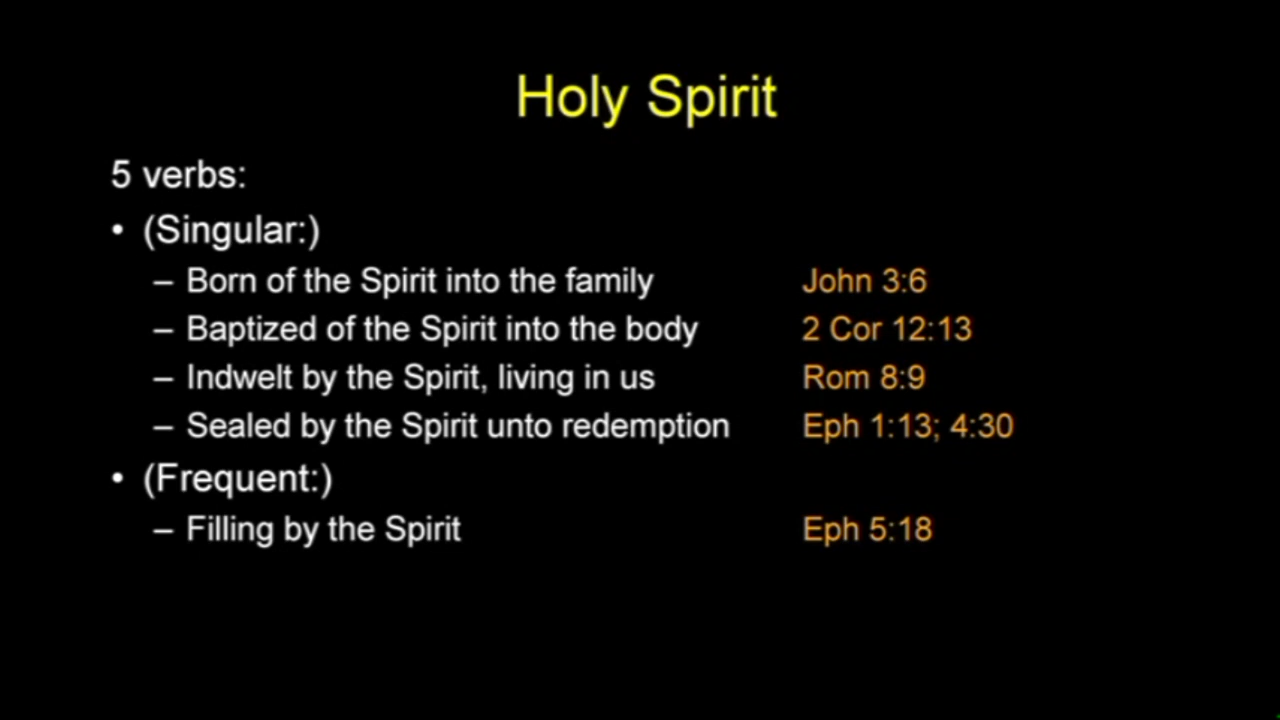 Holy Spirit
5 verbs:
• (Singular:)
– Born of the Spirit into the family John 3:6
– Baptized of the Spirit into the body 2 Cor 12:13
– Indwelt by the Spirit, living in us Rom 8:9
– Sealed by the Spirit unto redemption Eph 1:13; 4:30
• (Frequent:)
– Filling by the Spirit Eph 5:18